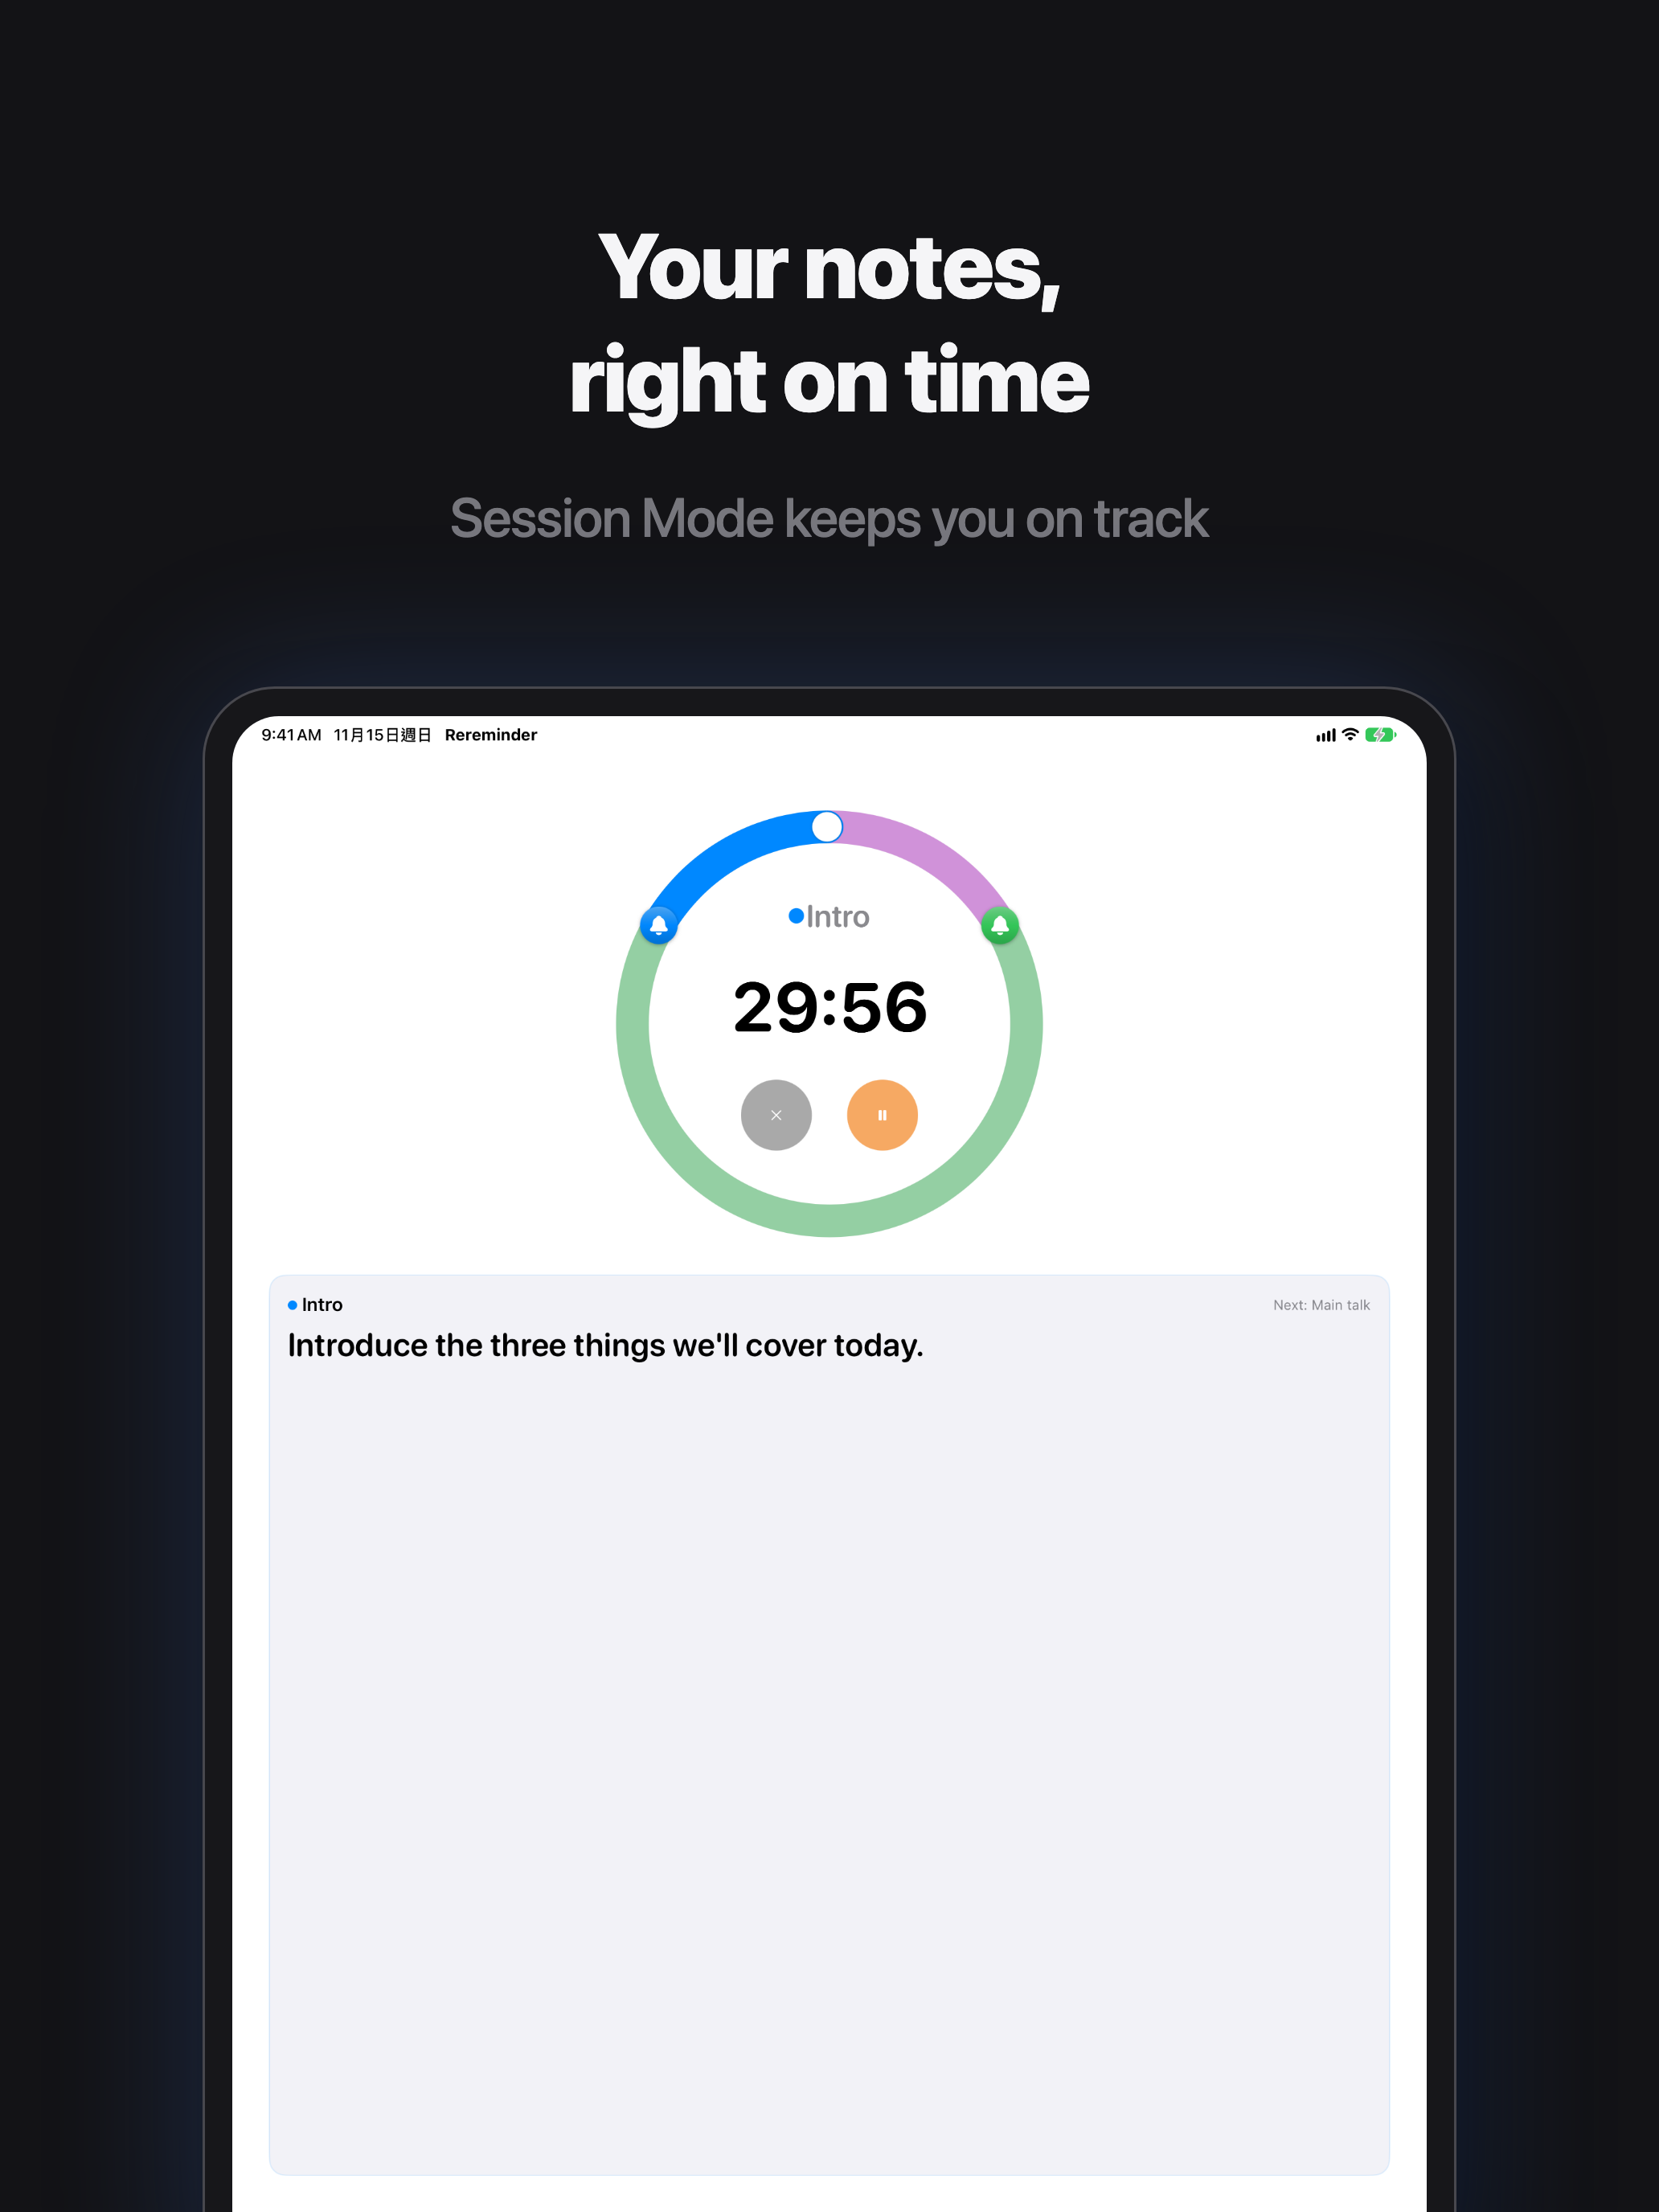 Your notes,
right on time
Session Mode keeps you on track
9:41 AM 11月15日週日 Rereminder
Intro
29:56
Intro
Next: Main talk
Introduce the three things we'll cover today.